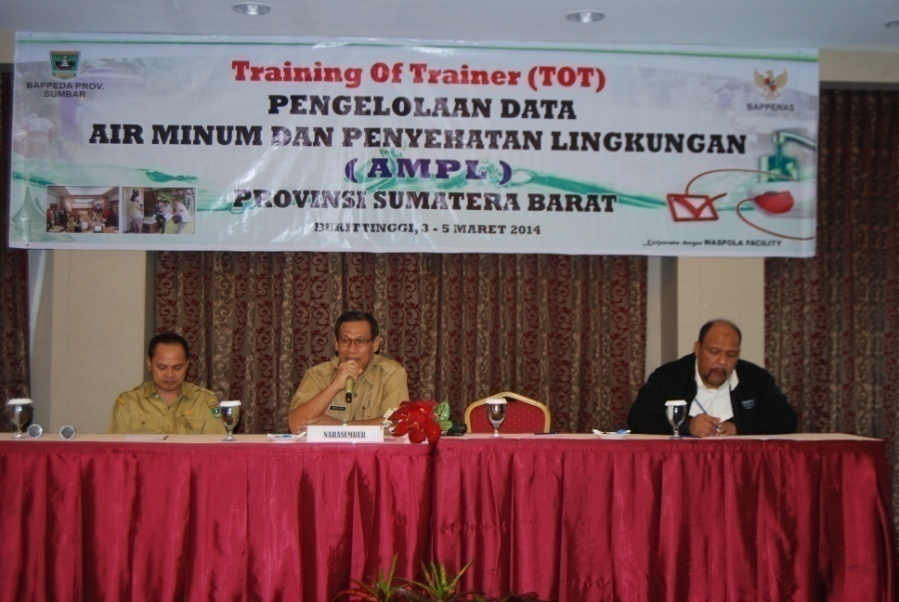 BAPPEDA PROV.
SUMBAR
Training Of Trainer (TOT)
PENGELOLAAN DATA
AIR MINUM DAN PENYEHATAN LINGKUNGAN
( AMPL )
PROVINSI SUMATERA BARAT
BUKITTINGGI, 3 - 5 MARET 2014
BAPPENAS
Kerjasama dengan WASPOLA FACILITY
NARASUMBER